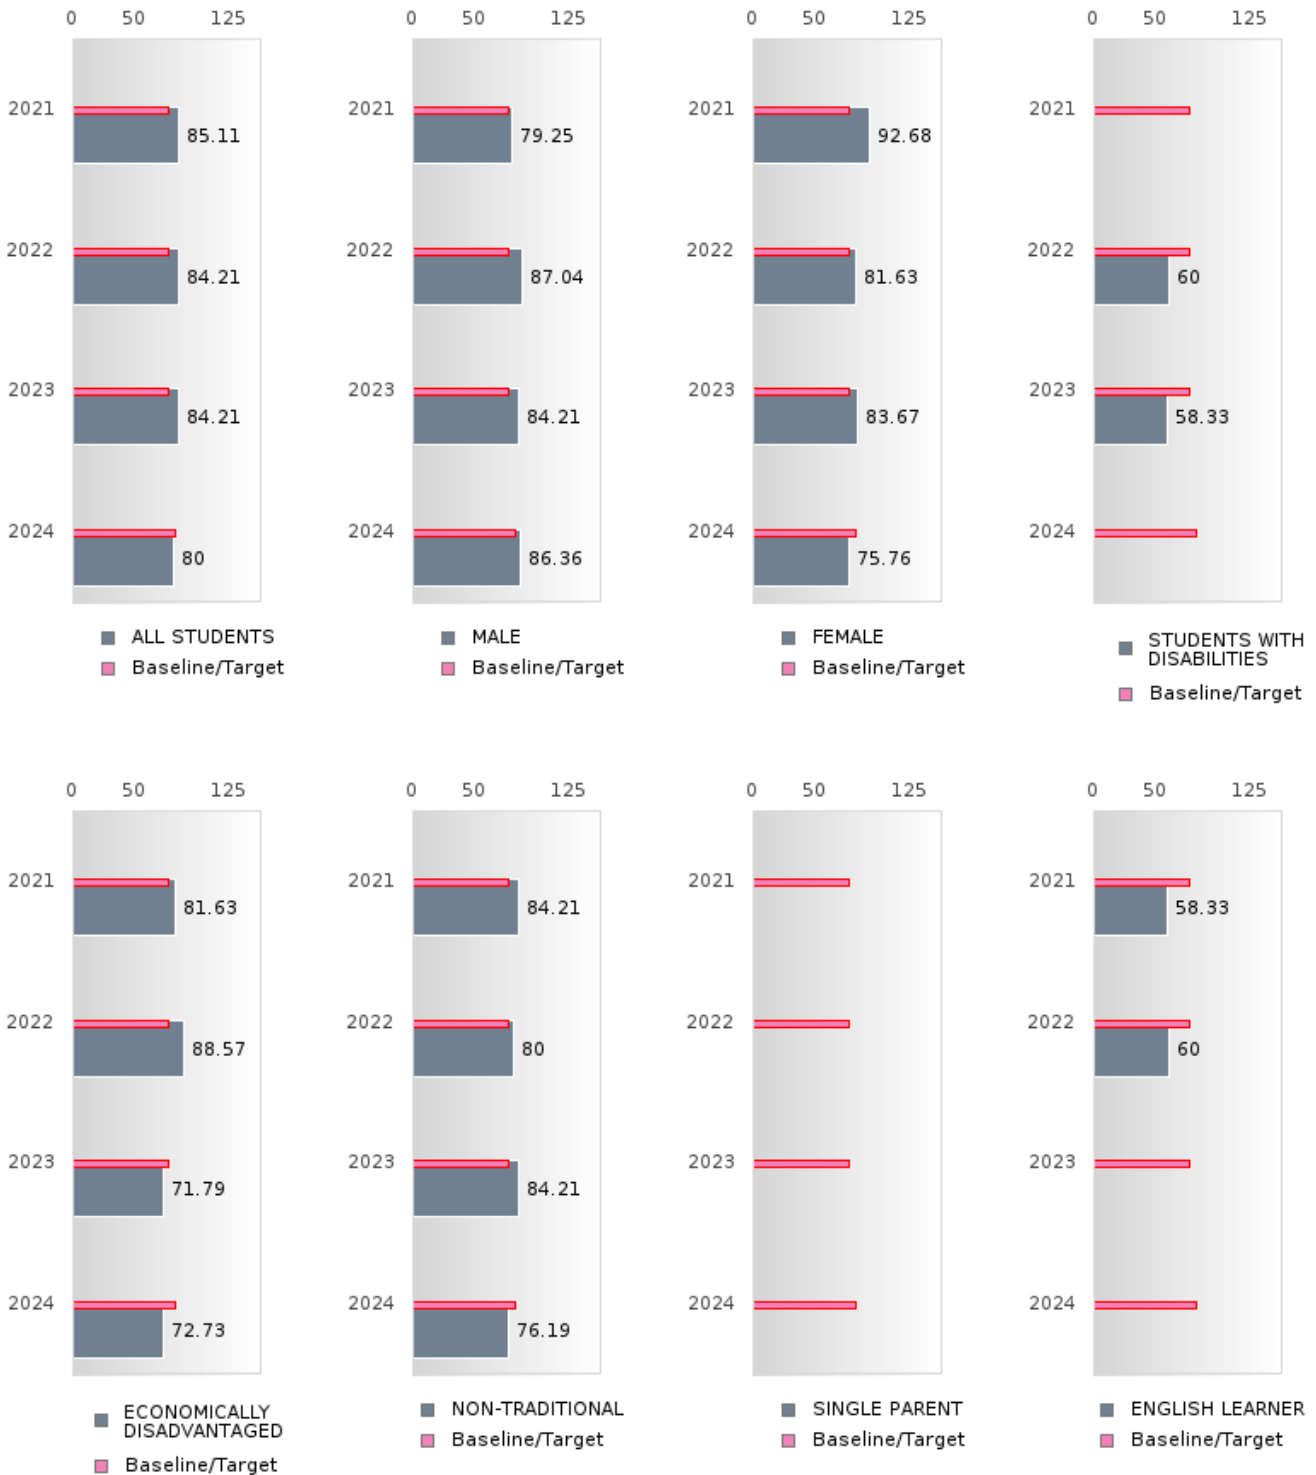 0 50 125 0 50 125 0 50 125 0 50 125
2021 85.11 2021 79.25 2021 92.68 2021
2022 84.21 2022 87.04 2022 81.63 2022 60
2023 84.21 2023 84.21 2023 83.67 2023 58.33
2024 80 2024 86.36 2024 75.76 2024
ALL STUDENTS MALE FEMALE STUDENTS WITH
DISABILITIES
Baseline/Target Baseline/Target Baseline/Target Baseline/Target
0 50 125 0 50 125 0 50 125 0 50 125
2021 81.63 2021 84.21 2021 2021 58.33
2022 88.57 2022 80 2022 2022 60
2023 71.79 2023 84.21 2023 2023
2024 72.73 2024 76.19 2024 2024
ECONOMICALLY NON-TRADITIONAL SINGLE PARENT ENGLISH LEARNER
DISADVANTAGED
Baseline/Target Baseline/Target Baseline/Target Baseline/Target